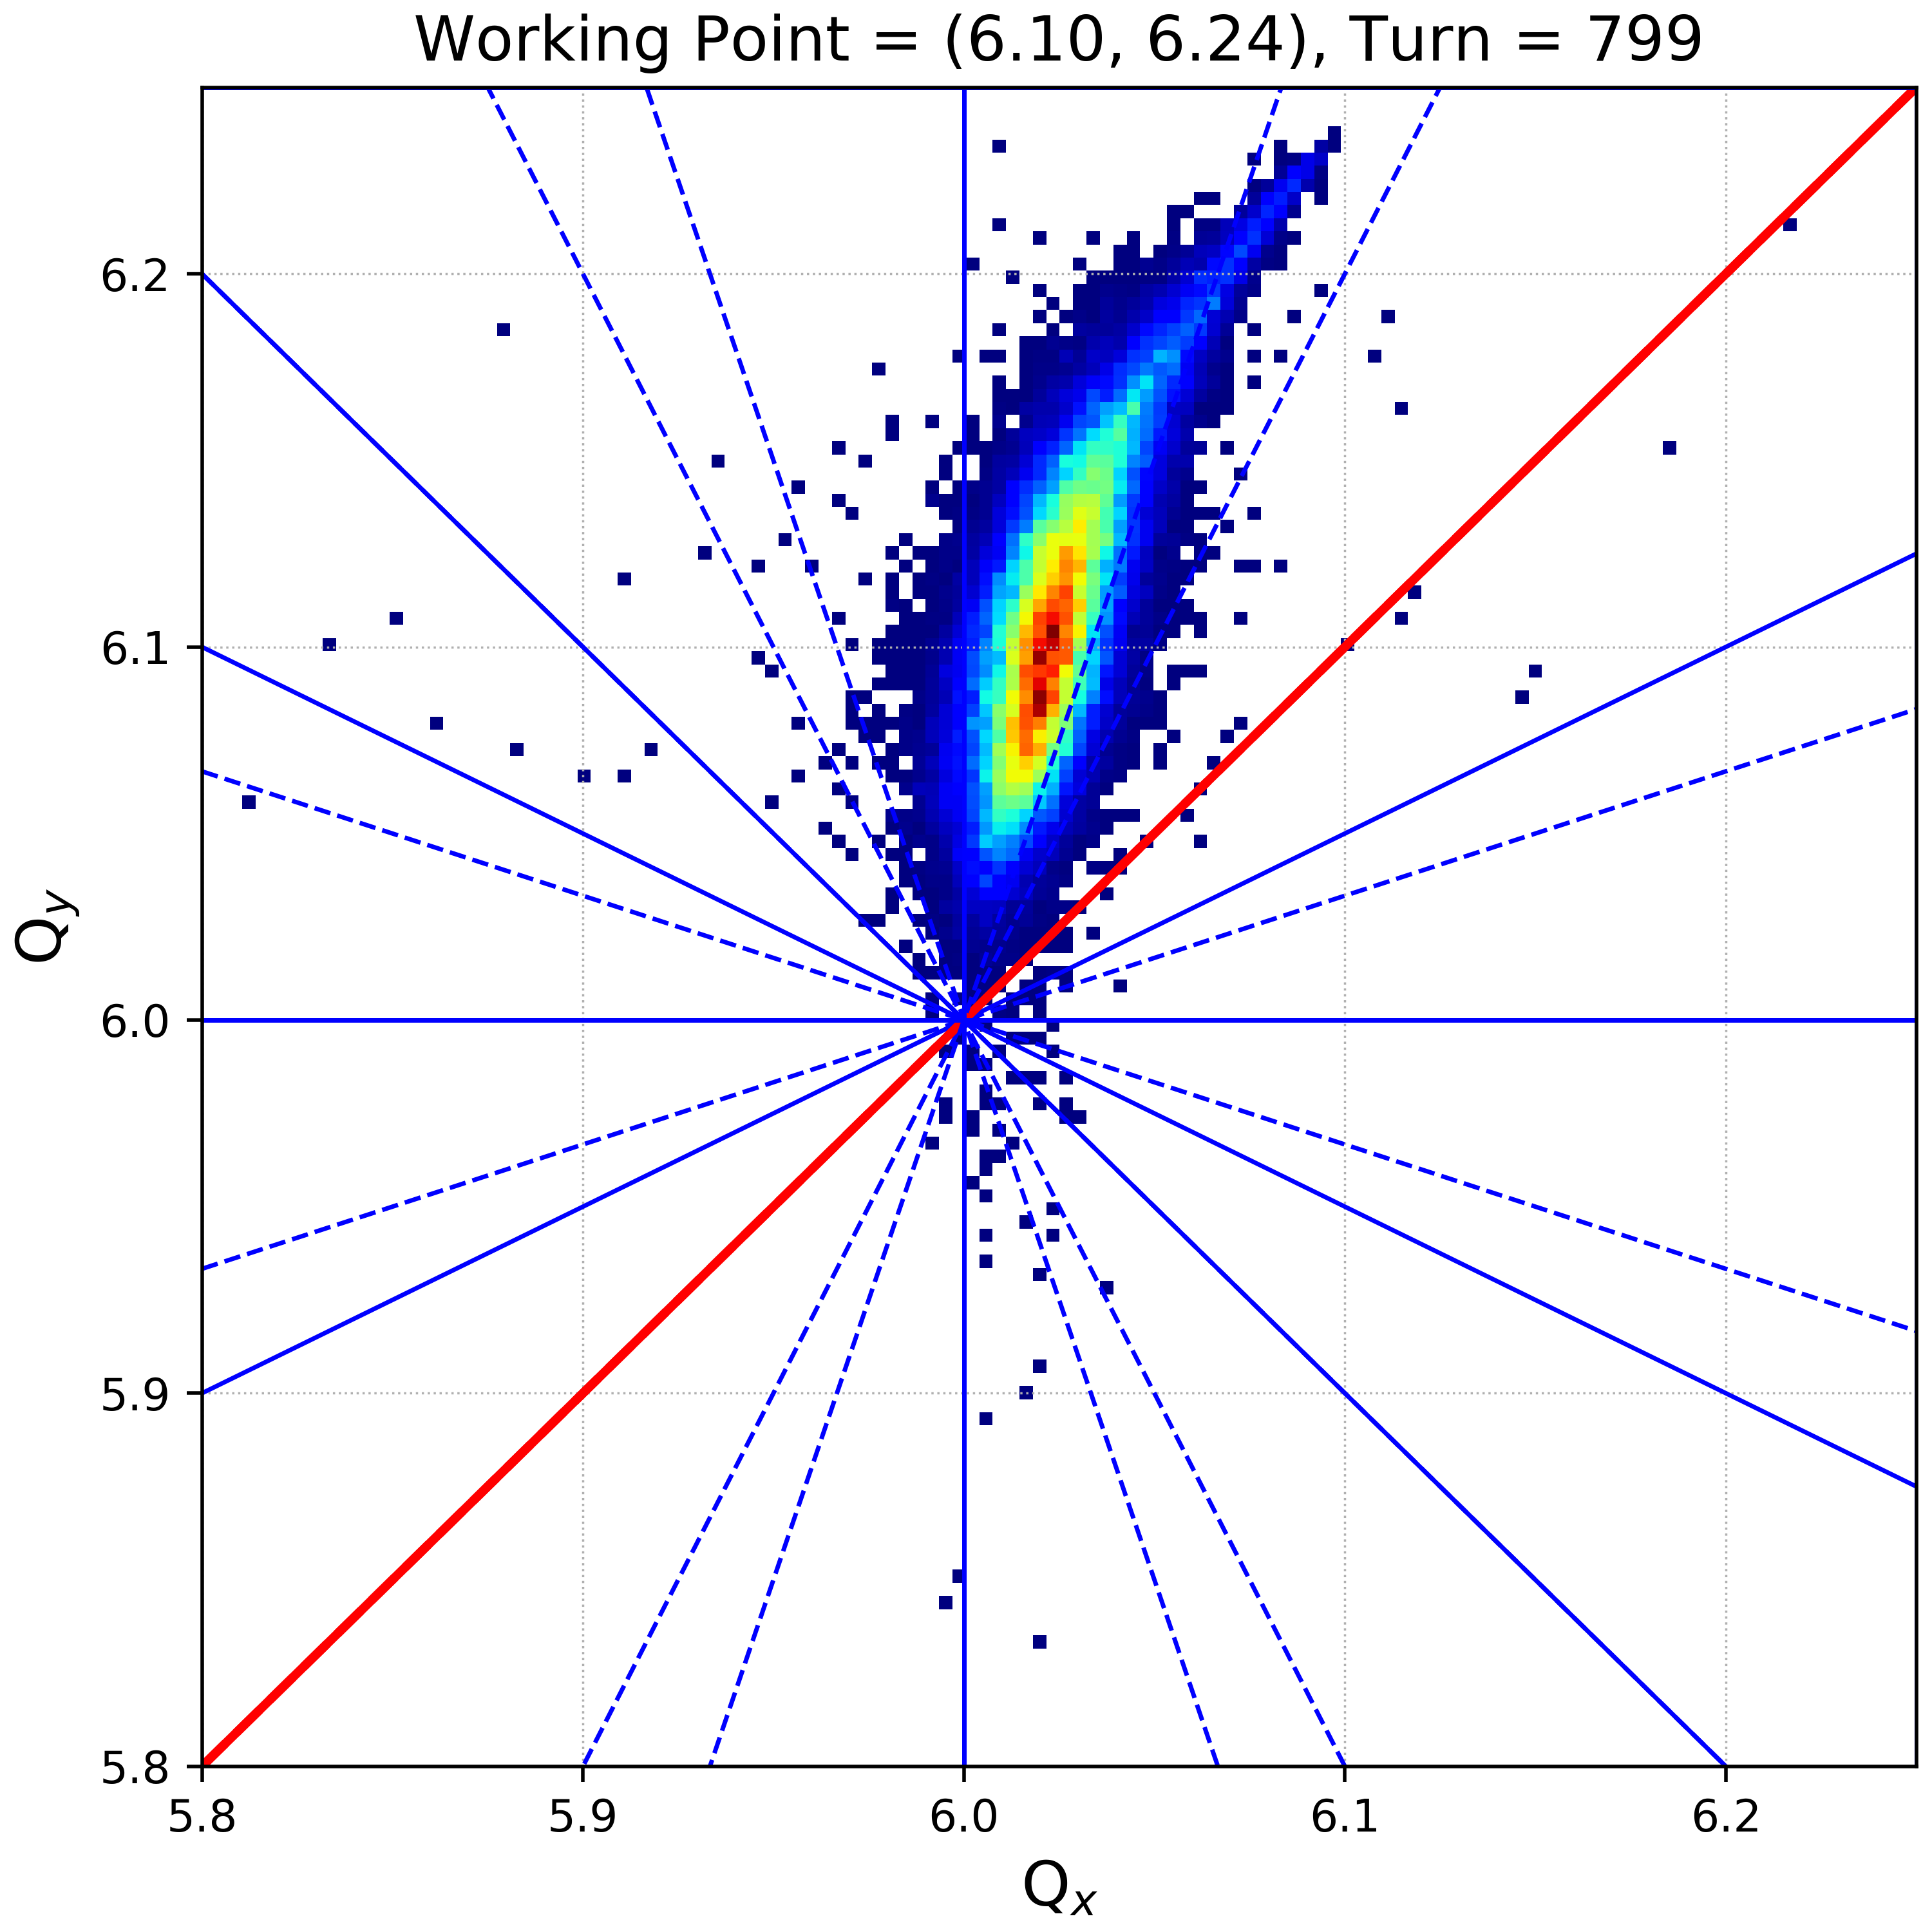 Working Point = (6.10, 6.24), Turn = 799
6.2
6.1
6.0
5.9
5.8
Qy
5.8 5.9 6.0 6.1 6.2
Qx